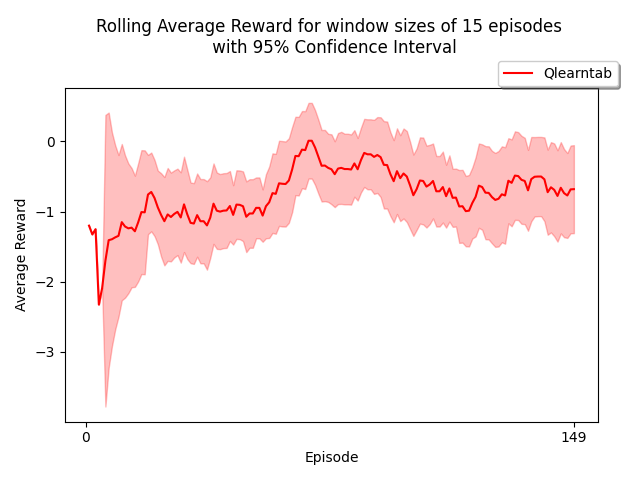 Rolling Average Reward for window sizes of 15 episodes
with 95% Confidence Interval
Qlearntab
Average Reward
0
−1
−2
−3
0
149
Episode